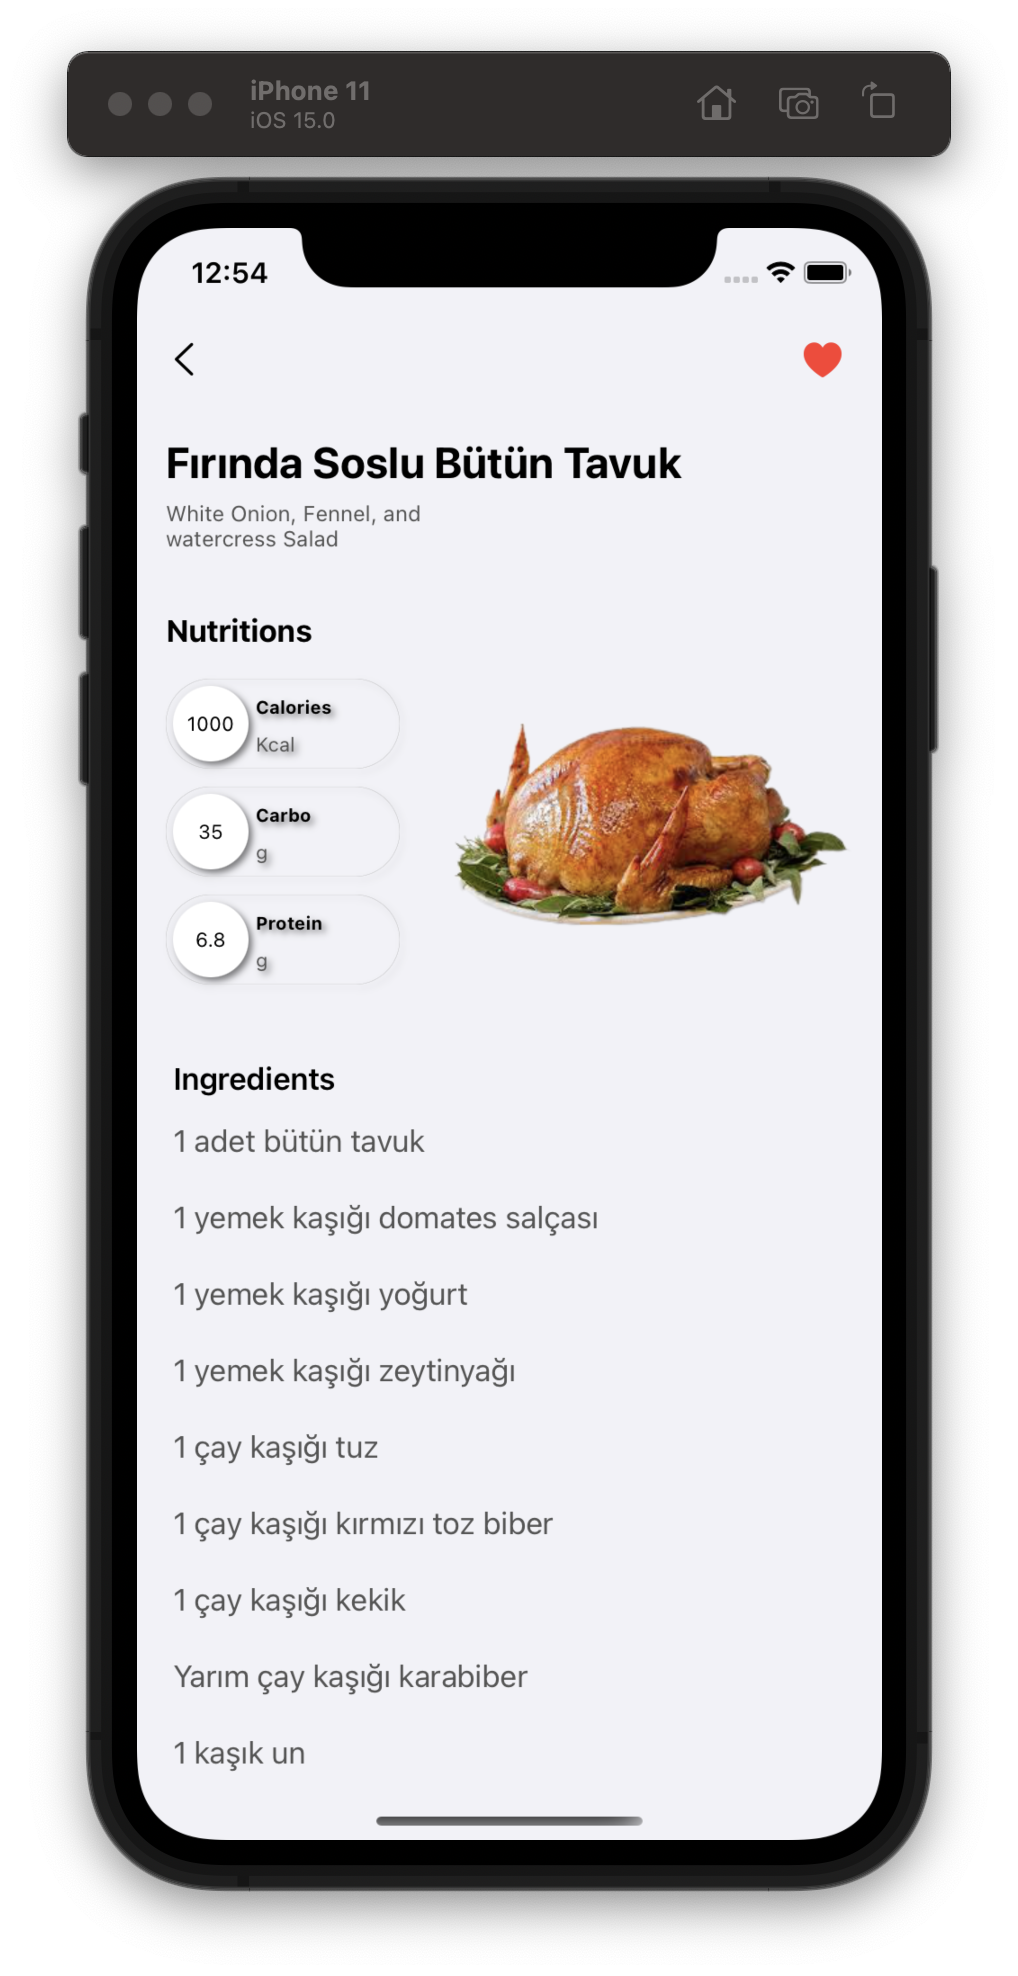 iPhone 11
iOS 15.0
12:54
Fırında Soslu Bütün Tavuk
White Onion, Fennel, and
watercress Salad
Nutritions
1000
Calories
Kcal
35
Carbo
g
6.8
Protein
g
Ingredients
1 adet bütün tavuk
1 yemek kaşığı domates salçası
1 yemek kaşığı yoğurt
1 yemek kaşığı zeytinyağı
1 çay kaşığı tuz
1 çay kaşığı kırmızı toz biber
1 çay kaşığı kekik
Yarım çay kaşığı karabiber
1 kaşık un